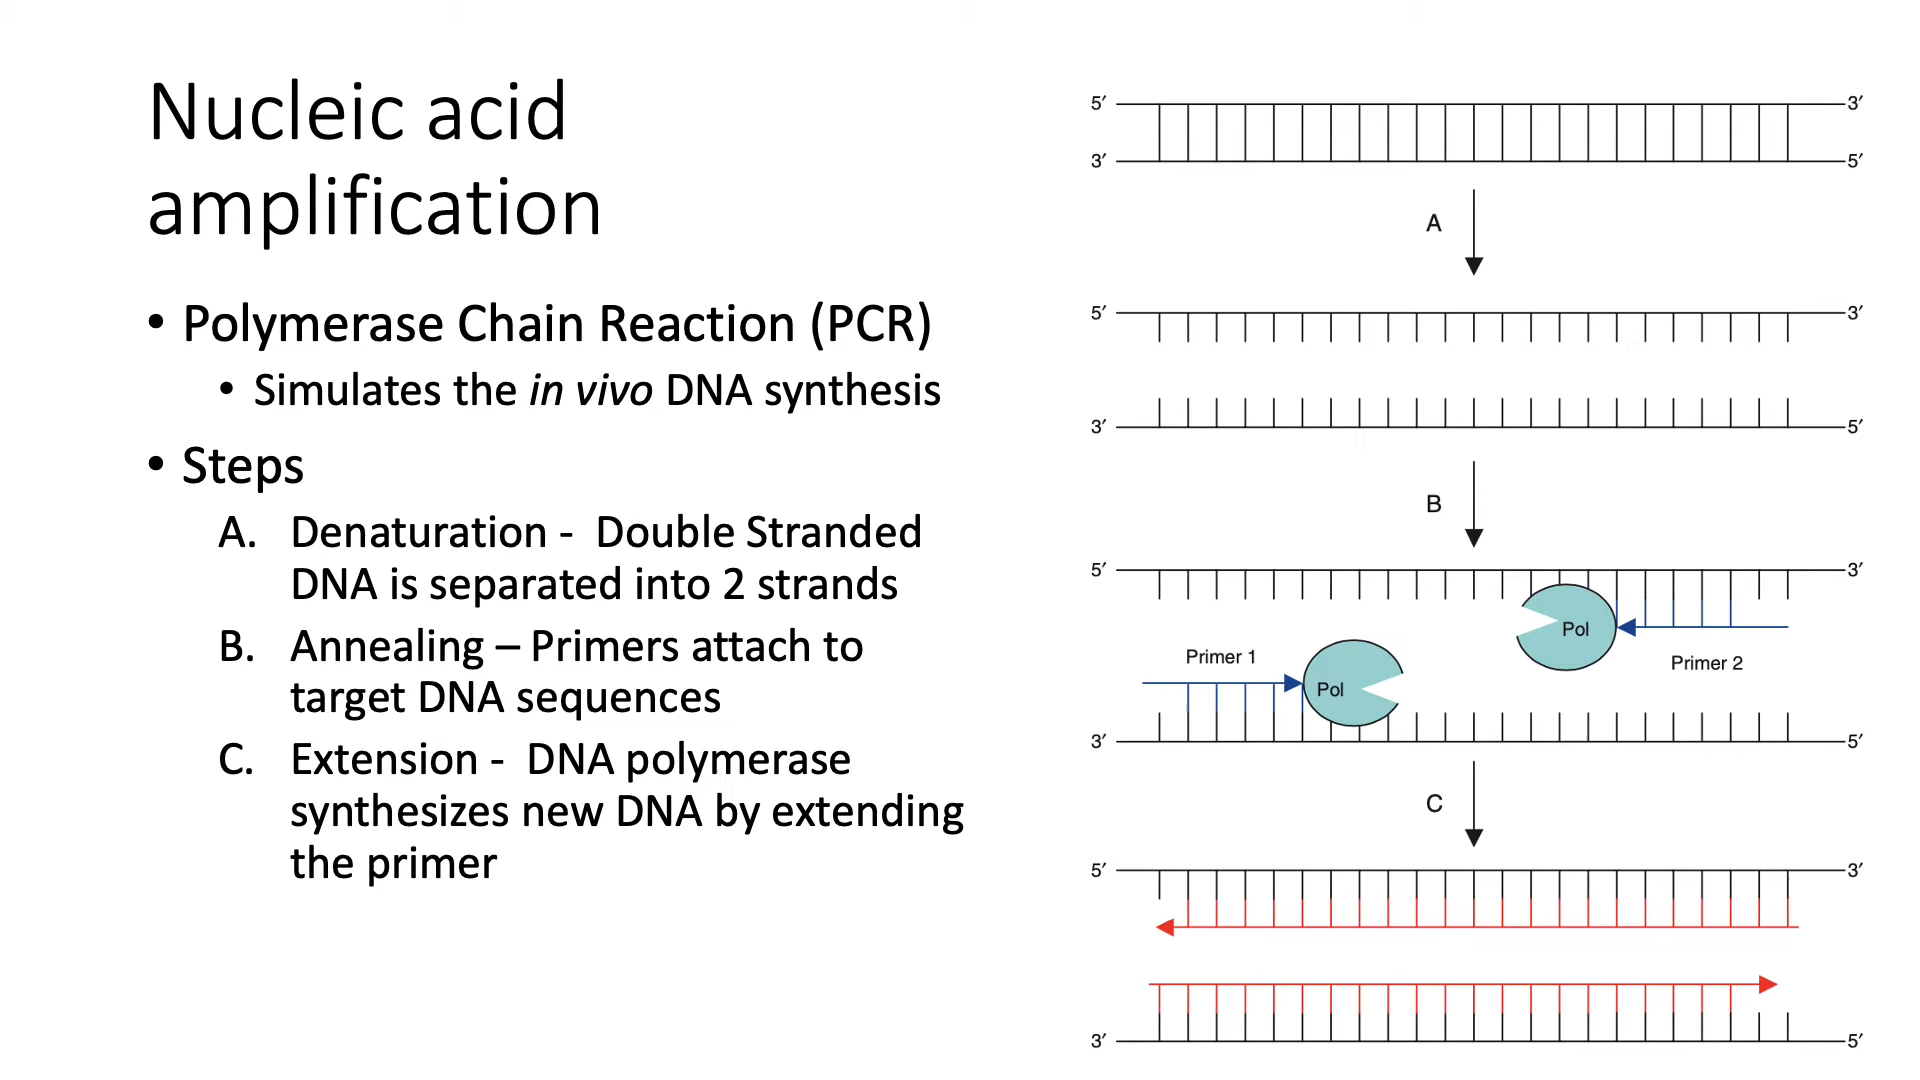 Nucleic acid
amplification
• Polymerase Chain Reaction (PCR)
• Simulates the in vivo DNA synthesis
• Steps
A. Denaturation -  Double Stranded
DNA is separated into 2 strands
B. Annealing – Primers attach to
target DNA sequences
C. Extension -  DNA polymerase
synthesizes new DNA by extending
the primer
5′ 3′
3′ 5′
A
5′ 3′
3′ 5′
B
5′ 3′
Pol
Primer 1 Primer 2
Pol
3′ 5′
C
5′ 3′
3′ 5′